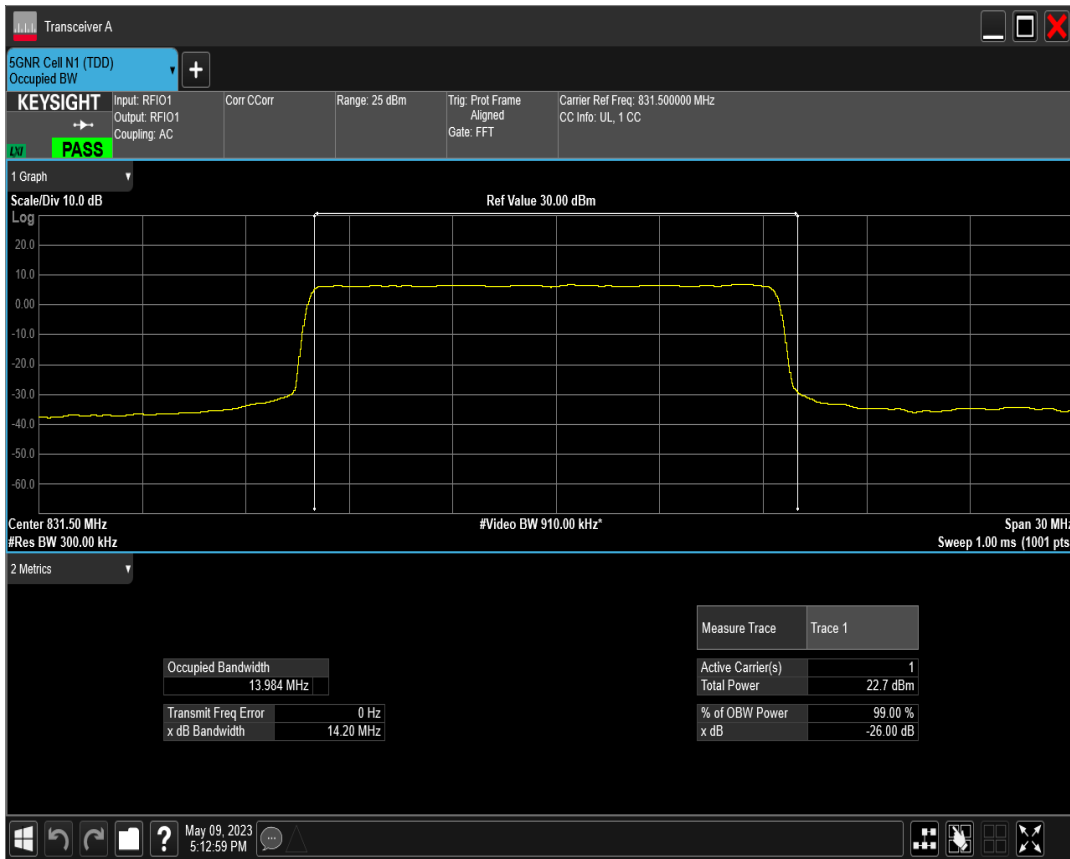 Transceiver A
5GNR Cell N1 (TDD)
Occupied BW
+
KEYSIGHT
LXI
PASS
Input: RFIO1
Output: RFIO1
Coupling: AC
Corr CCorr
Range: 25 dBm
Trig: Prot Frame
Aligned
Gate: FFT
Carrier Ref Freq: 831.500000 MHz
CC Info: UL, 1 CC
1 Graph
Scale/Div 10.0 dB
Ref Value 30.00 dBm
Log
20.0
10.0
0.00
-10.0
-20.0
-30.0
-40.0
-50.0
-60.0
Center 831.50 MHz
#Video BW 910.00 kHz*
Span 30 MHz
#Res BW 300.00 kHz
Sweep 1.00 ms (1001 pts
2 Metrics
Measure Trace Trace 1
Occupied Bandwidth
13.984 MHz
Active Carrier(s) 1
Total Power 22.7 dBm
Transmit Freq Error 0 Hz
x dB Bandwidth 14.20 MHz
% of OBW Power 99.00 %
x dB -26.00 dB
?
May 09, 2023
5:12:59 PM